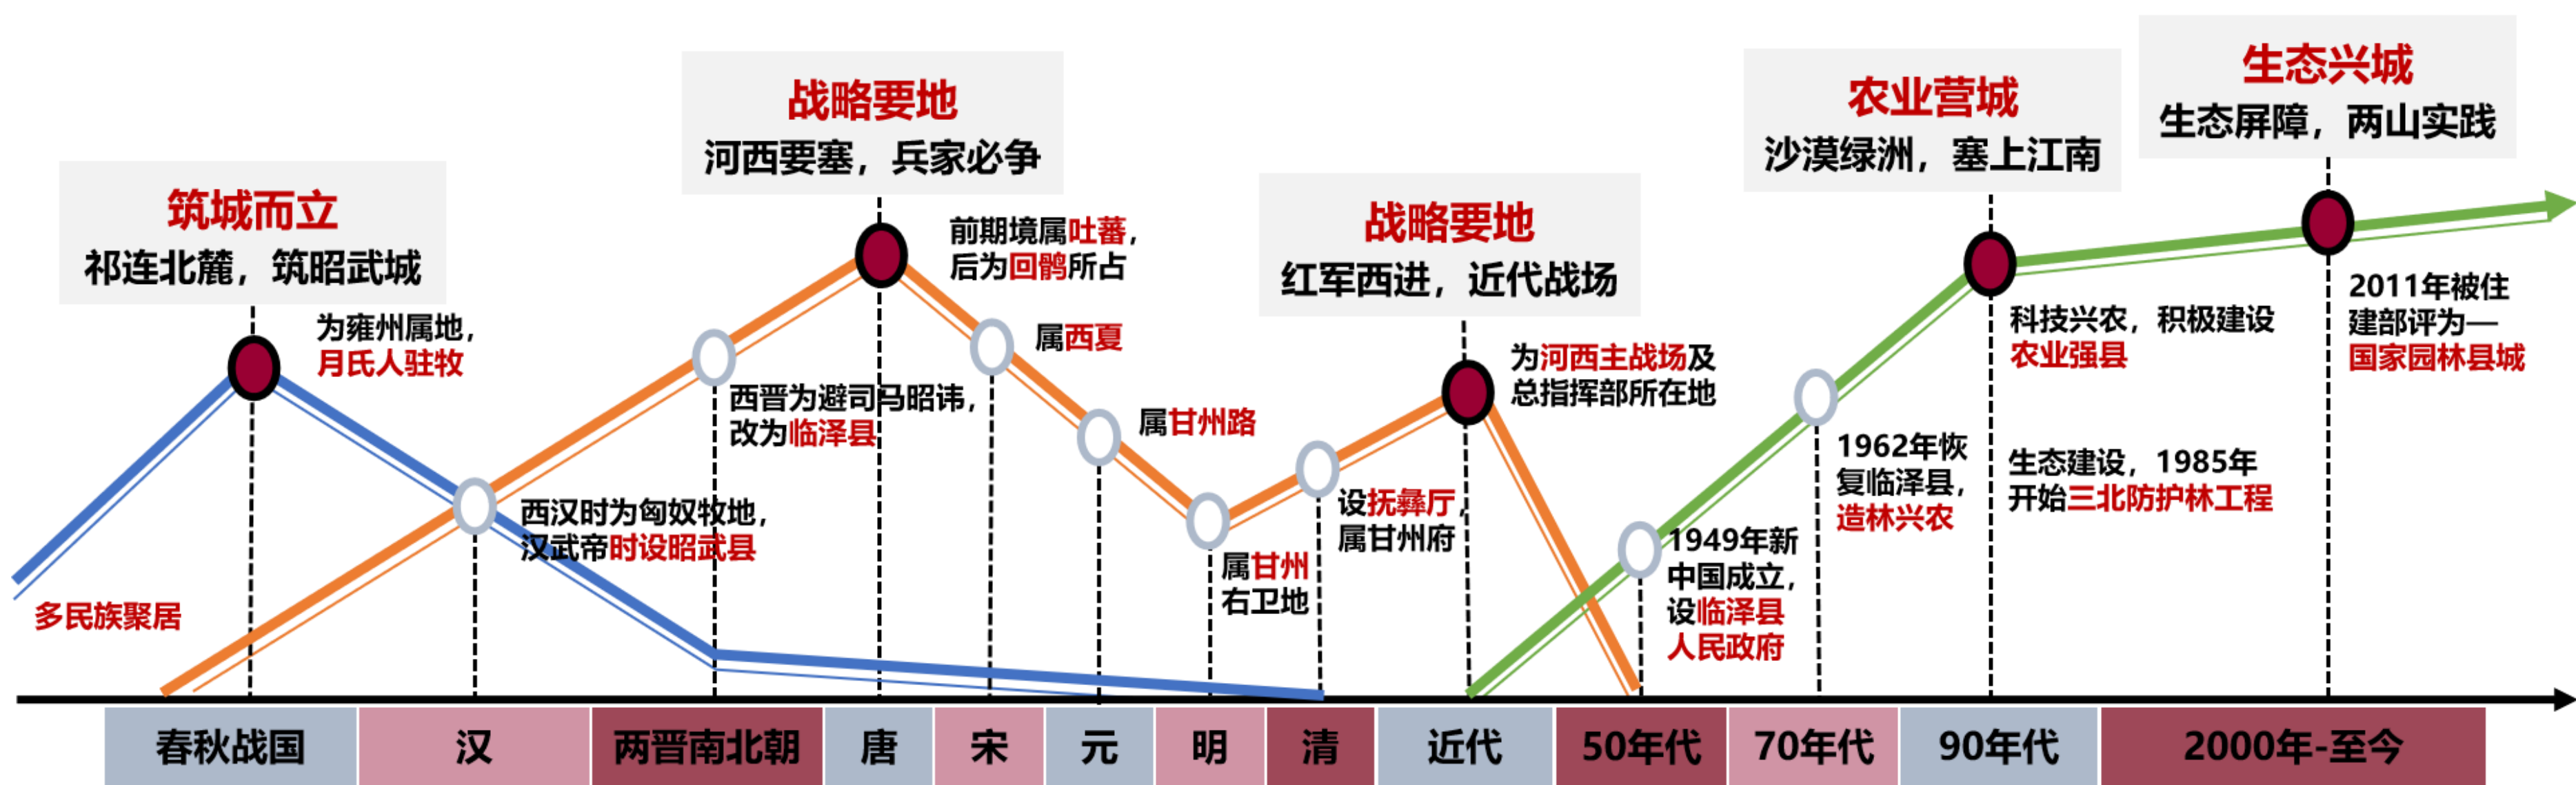 筑城而立
祁连北麓，筑昭武城
为雍州属地，
月氏人驻牧
多民族聚居
西汉时为匈奴牧地，
汉武帝时设昭武县
战略要地
河西要塞，兵家必争
西晋为避司马昭讳，
改为临泽县
前期境属吐蕃，
后为回鹘所占
属西夏
属甘州路
属甘州
右卫地
设抚彝厅，
属甘州府
战略要地
红军西进，近代战场
为河西主战场及
总指挥部所在地
1949年新
中国成立，
设临泽县
人民政府
1962年恢
复临泽县，
造林兴农
农业营城
沙漠绿洲，塞上江南
科技兴农，积极建设
农业强县
生态建设，1985年
开始三北防护林工程
生态兴城
生态屏障，两山实践
2011年被住
建部评为—
国家园林县城
春秋战国
汉
两晋南北朝
唐
宋
元
明
清
近代
50年代
70年代
90年代
2000年-至今